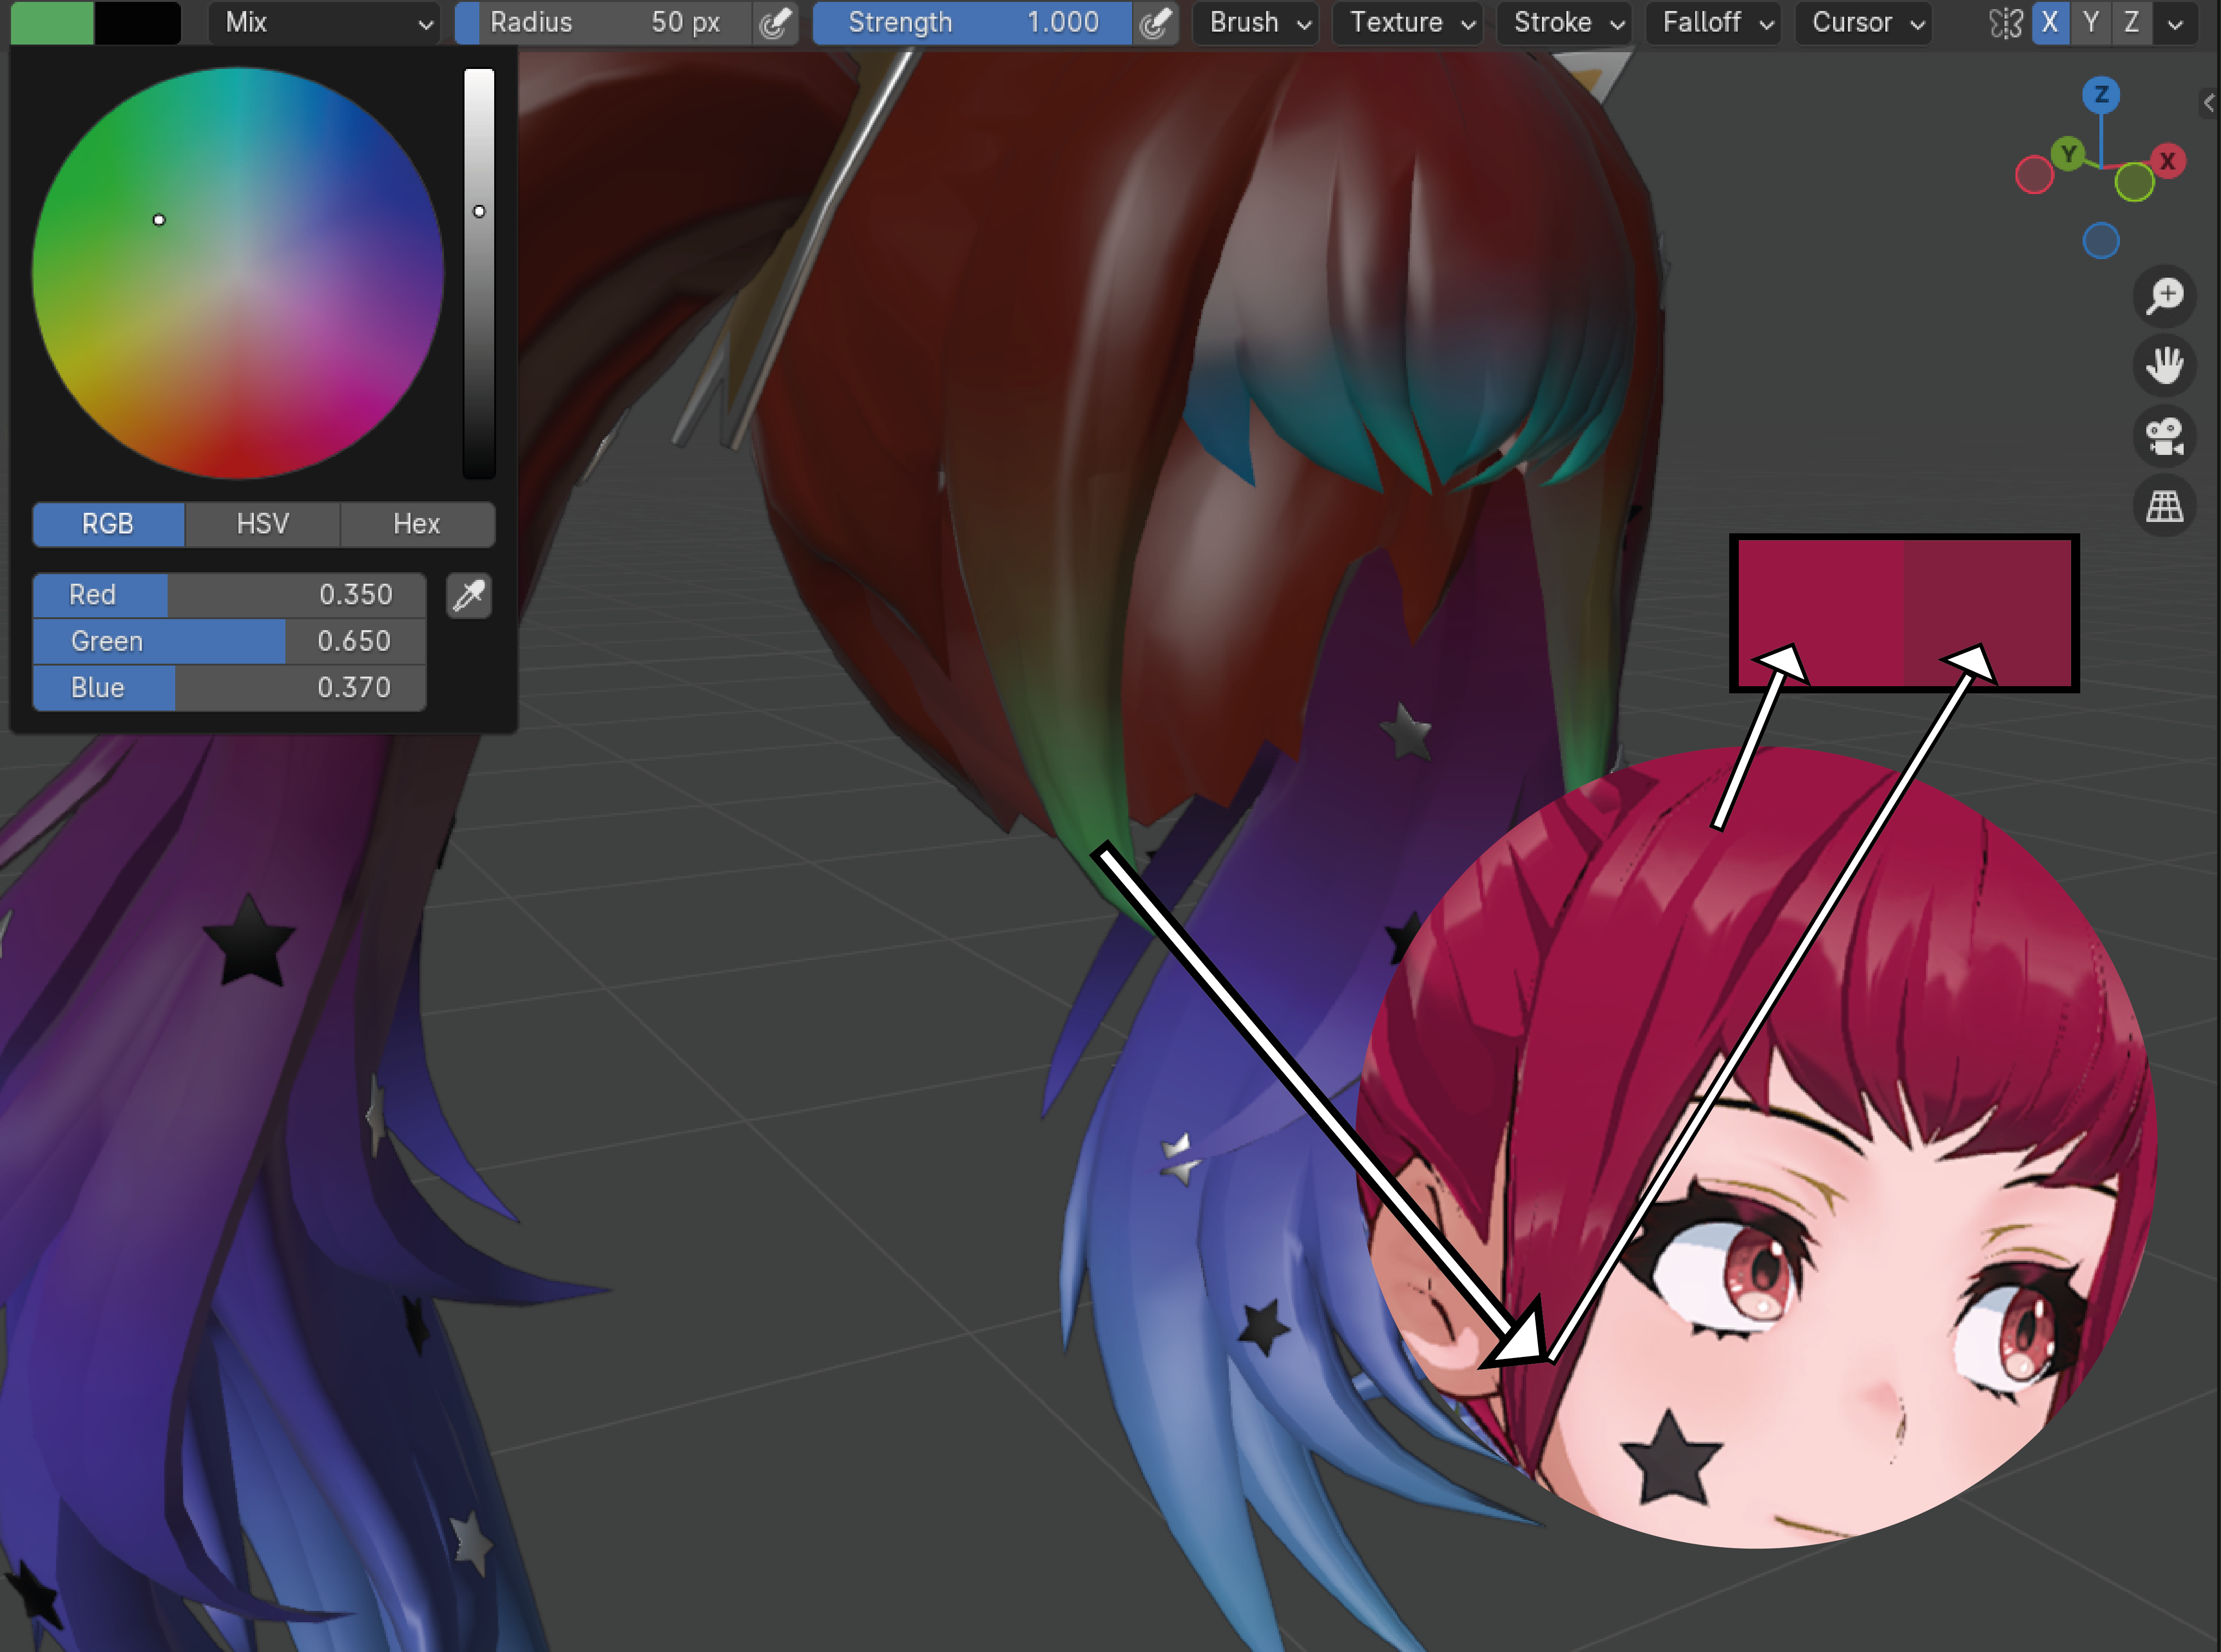 Mix Radius 50 px Strength 1.000 Brush Texture Stroke Falloff Cursor X Y Z
Z
Y X
RGB HSV Hex
Red 0.350
Green 0.650
Blue 0.370